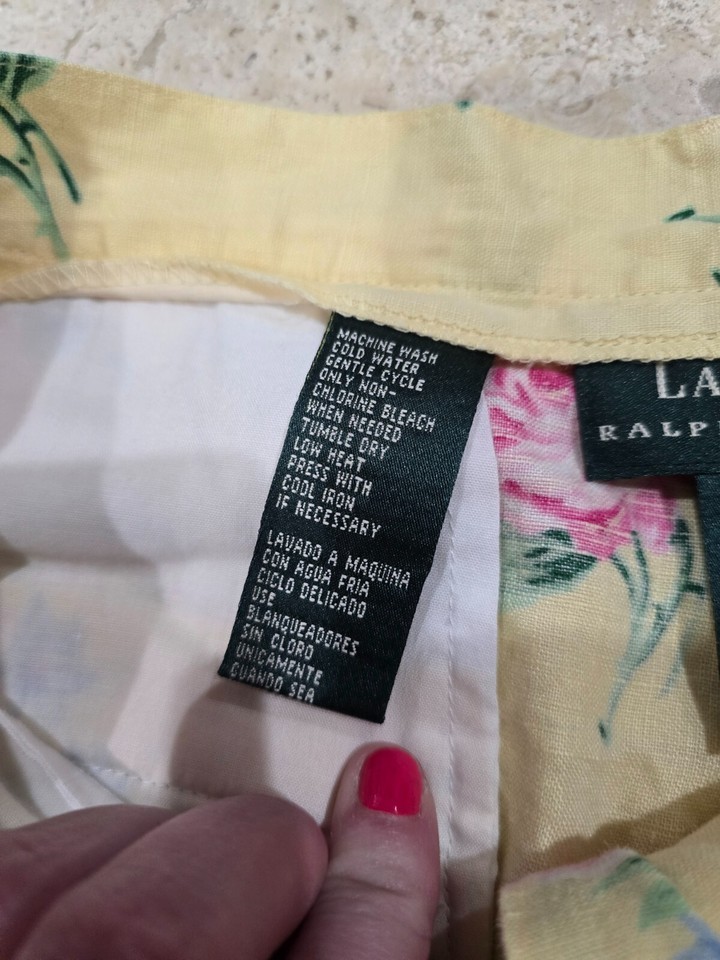 MACHINE WASH
COLD WATER
GENTLE CYCLE
ONLY NON-
CHLORINE BLEACH
WHEN NEEDED
TUMBLE DRY
LOW HEAT
PRESS WITH
COOL IRON
IF NECESSARY
LAVADO A MAQUINA
CON AGUA FRIA
CICLO DELICADO
USE
BLANQUEADORES
SIN CLORO
UNICAMENTE
CUANDO SEA
LA
RALP